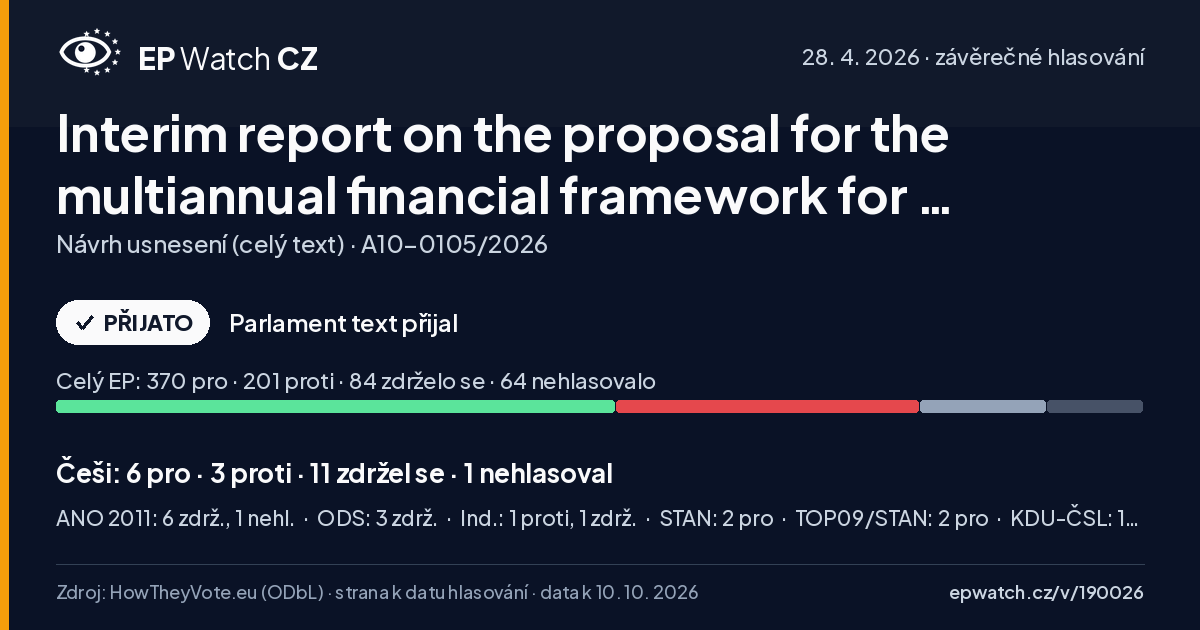 EP Watch CZ
28. 4. 2026 · závěrečné hlasování
Interim report on the proposal for the
multiannual financial framework for …
Návrh usnesení (celý text) · A10-0105/2026
✓ PŘIJATO
Parlament text přijal
Celý EP: 370 pro · 201 proti · 84 zdrželo se · 64 nehlasovalo
Češi: 6 pro · 3 proti · 11 zdržel se · 1 nehlasoval
ANO 2011: 6 zdrž., 1 nehl. · ODS: 3 zdrž. · Ind.: 1 proti, 1 zdrž. · STAN: 2 pro · TOP09/STAN: 2 pro · KDU-ČSL: 1…
Zdroj: HowTheyVote.eu (ODbL) · strana k datu hlasování · data k 10. 10. 2026
epwatch.cz/v/190026